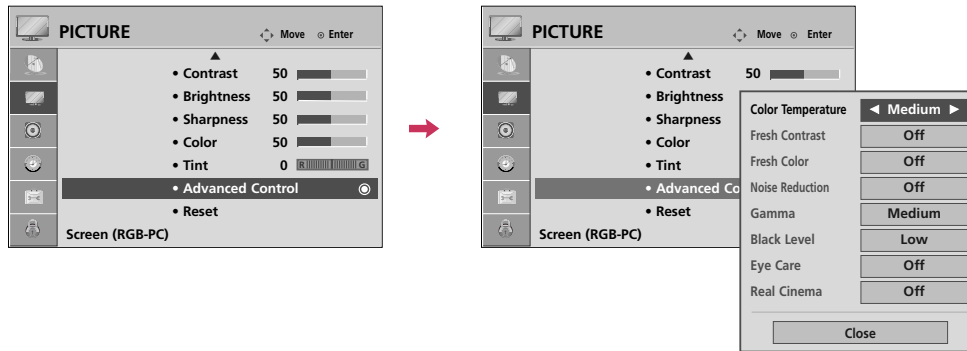 PICTURE Move Enter
• Contrast 50
• Brightness 50
• Sharpness 50
• Color 50
• Tint 0 R G
• Advanced Control
• Reset
Screen (RGB-PC)
PICTURE Move Enter
• Contrast 50
• Brightness
• Sharpness
• Color
• Tint
• Advanced Co
• Reset
Screen (RGB-PC)
Color Temperature ◀ Medium ▶
Fresh Contrast Off
Fresh Color Off
Noise Reduction Off
Gamma Medium
Black Level Low
Eye Care Off
Real Cinema Off
Close